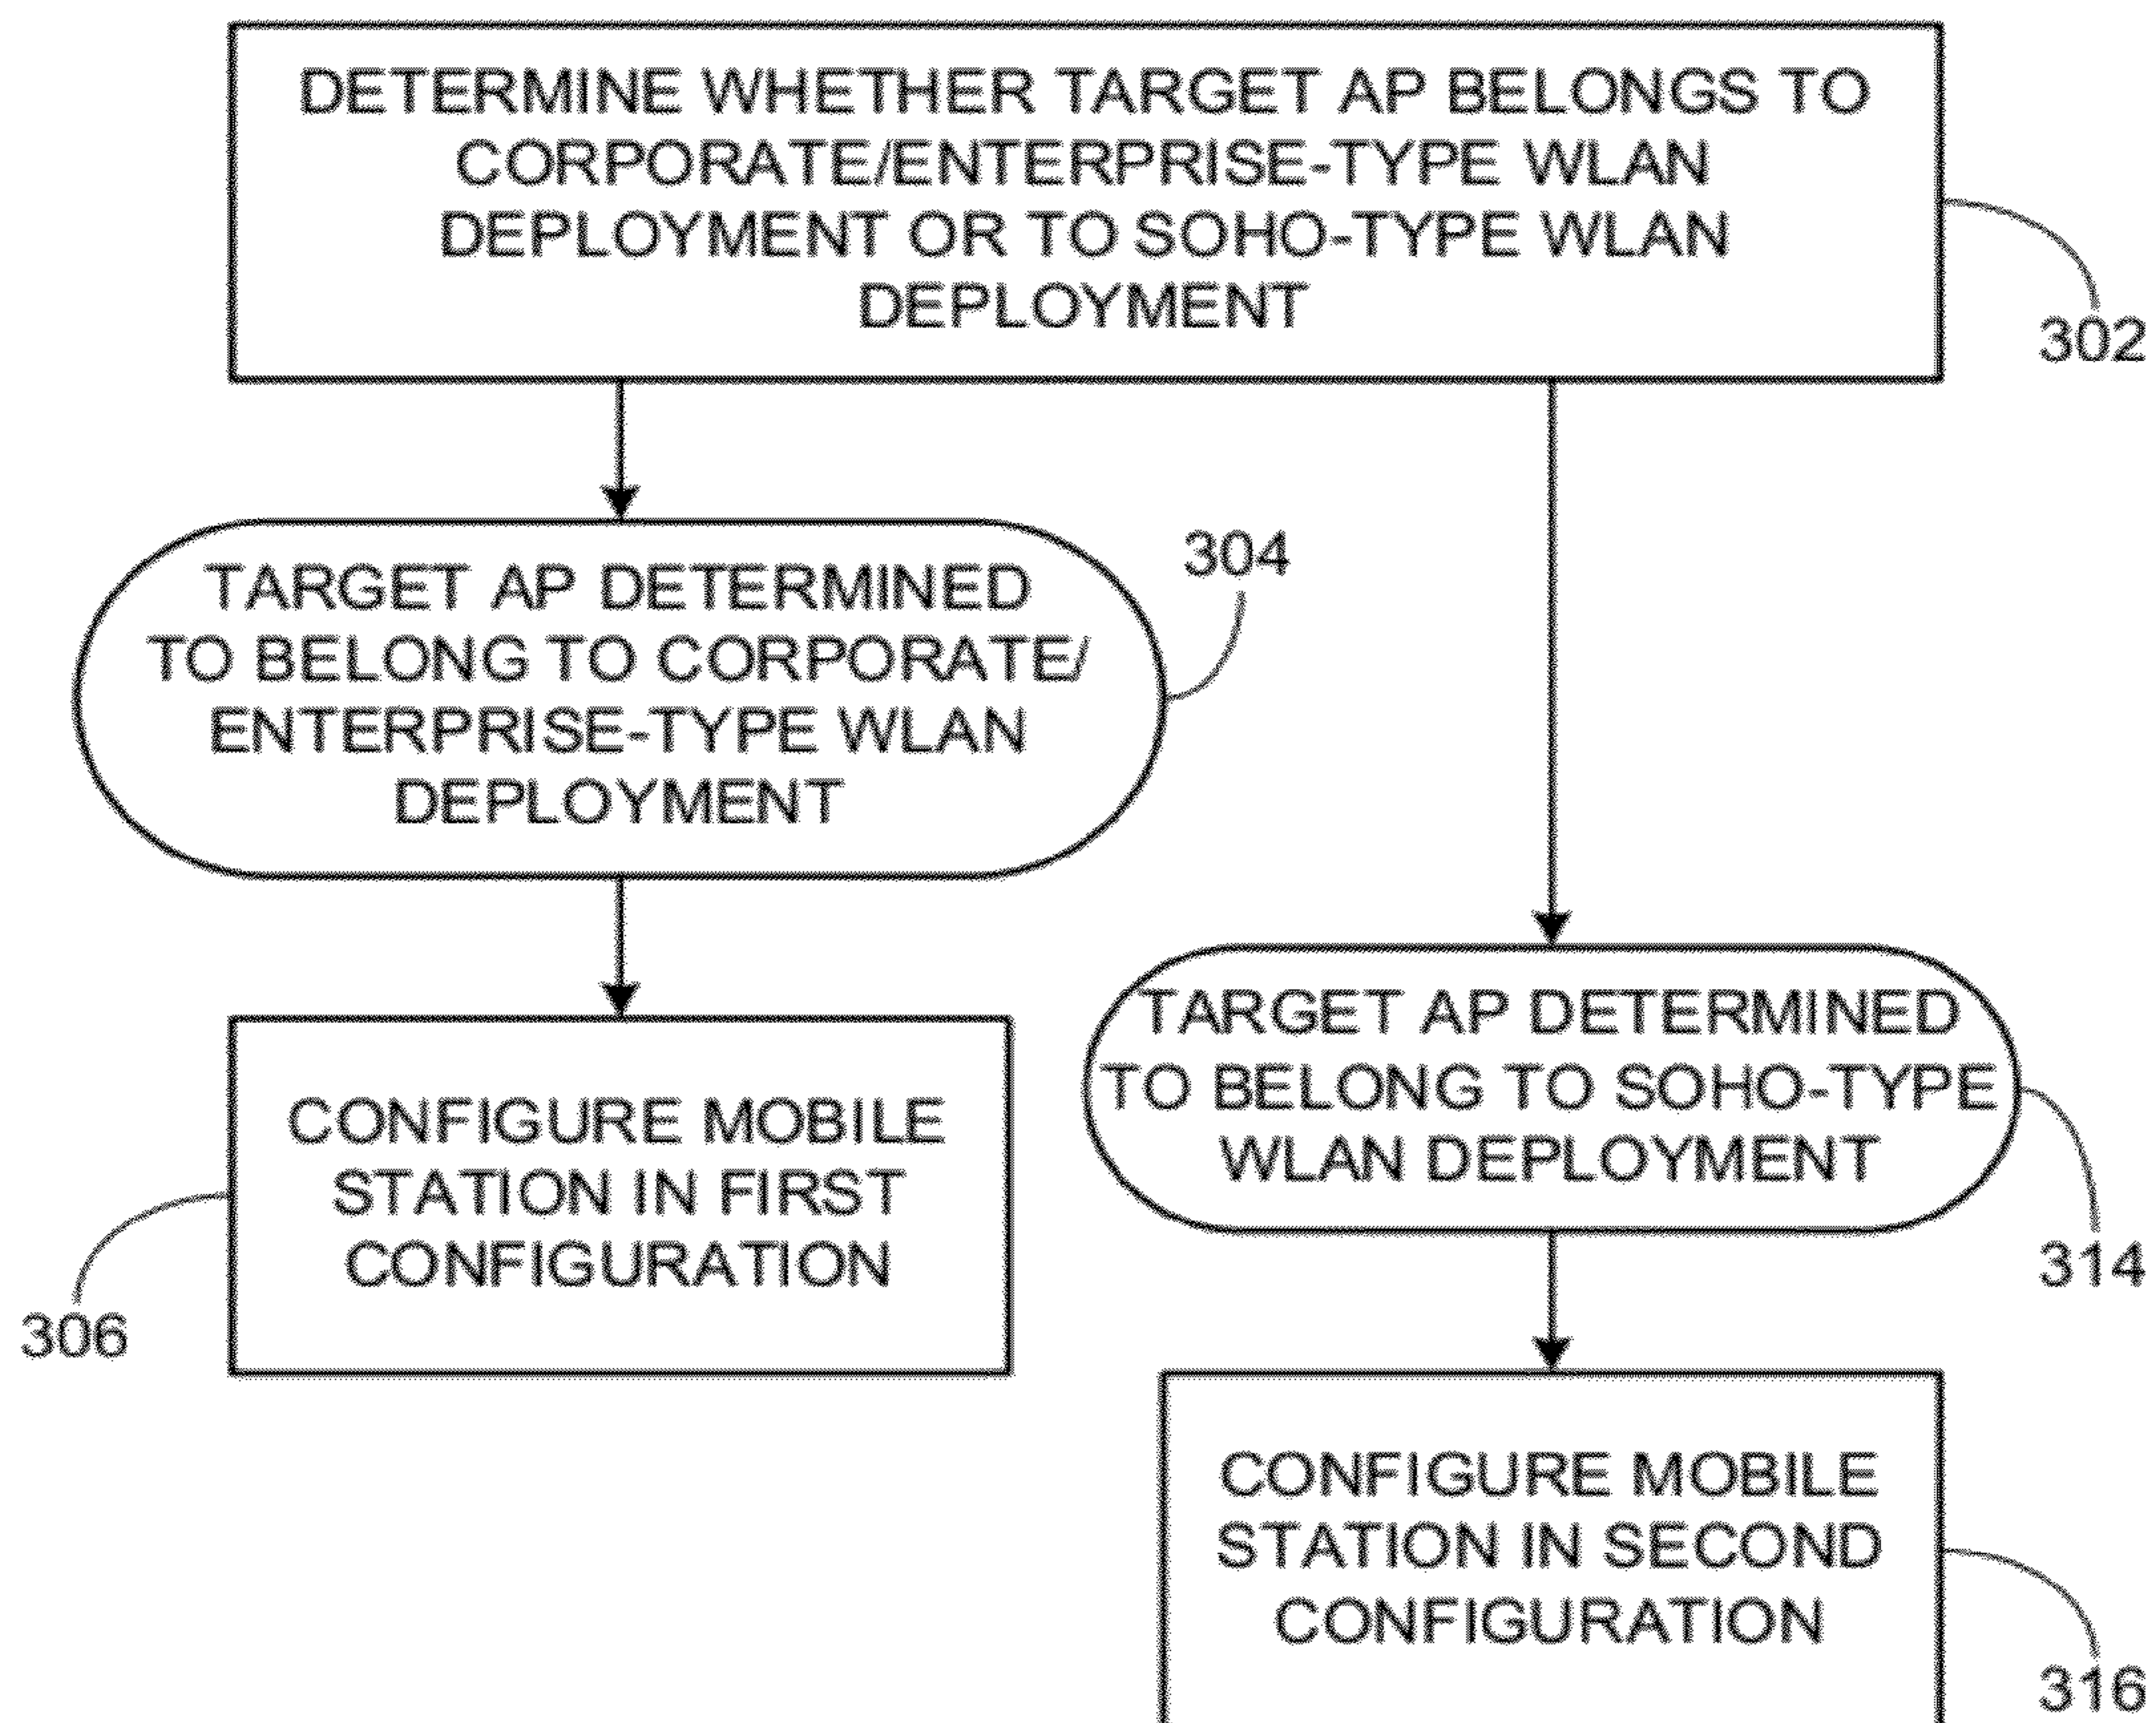 DETERMINE WHETHER TARGET AP BELONGS TO
CORPORATE/ENTERPRISE-TYPE WLAN
DEPLOYMENT OR TO SOHO-TYPE WLAN
DEPLOYMENT
302
304
TARGET AP DETERMINED
TO BELONG TO CORPORATE/
ENTERPRISE-TYPE WLAN
DEPLOYMENT
CONFIGURE MOBILE
STATION IN FIRST
CONFIGURATION
306
TARGET AP DETERMINED
TO BELONG TO SOHO-TYPE
WLAN DEPLOYMENT
314
CONFIGURE MOBILE
STATION IN SECOND
CONFIGURATION
316